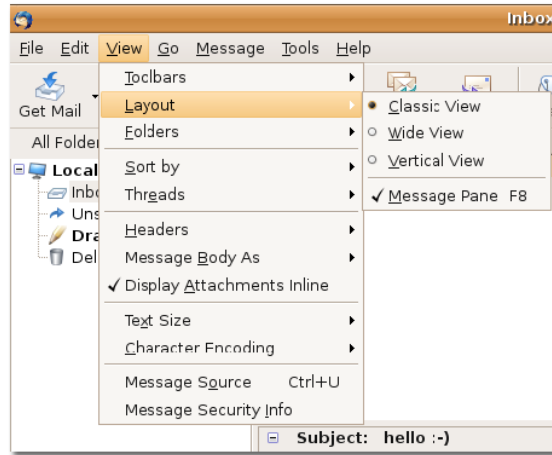 Inbox
File Edit View Go Message Tools Help
Toolbars
Get Mail
Layout
Classic View
All Folder
Folders
Wide View
Vertical View
Local
Sort by
Inbo
Threads
Message Pane F8
Uns
Dra
Headers
Del
Message Body As
Display Attachments Inline
Text Size
Character Encoding
Message Source Ctrl+U
Message Security Info
Subject: hello :-)